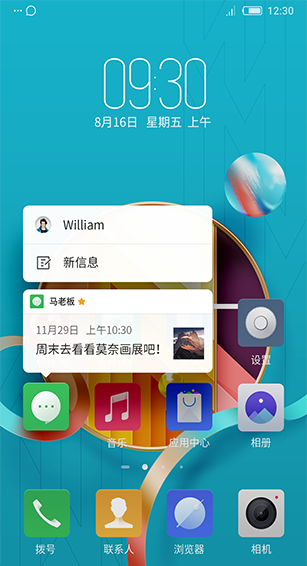 12:30
09:30
8月16日 星期五 上午
William
新信息
马老板
11月29日 上午10:30
周末去看看莫奈画展吧!
设置
音乐
应用中心
相册
拨号
联系人
浏览器
相机